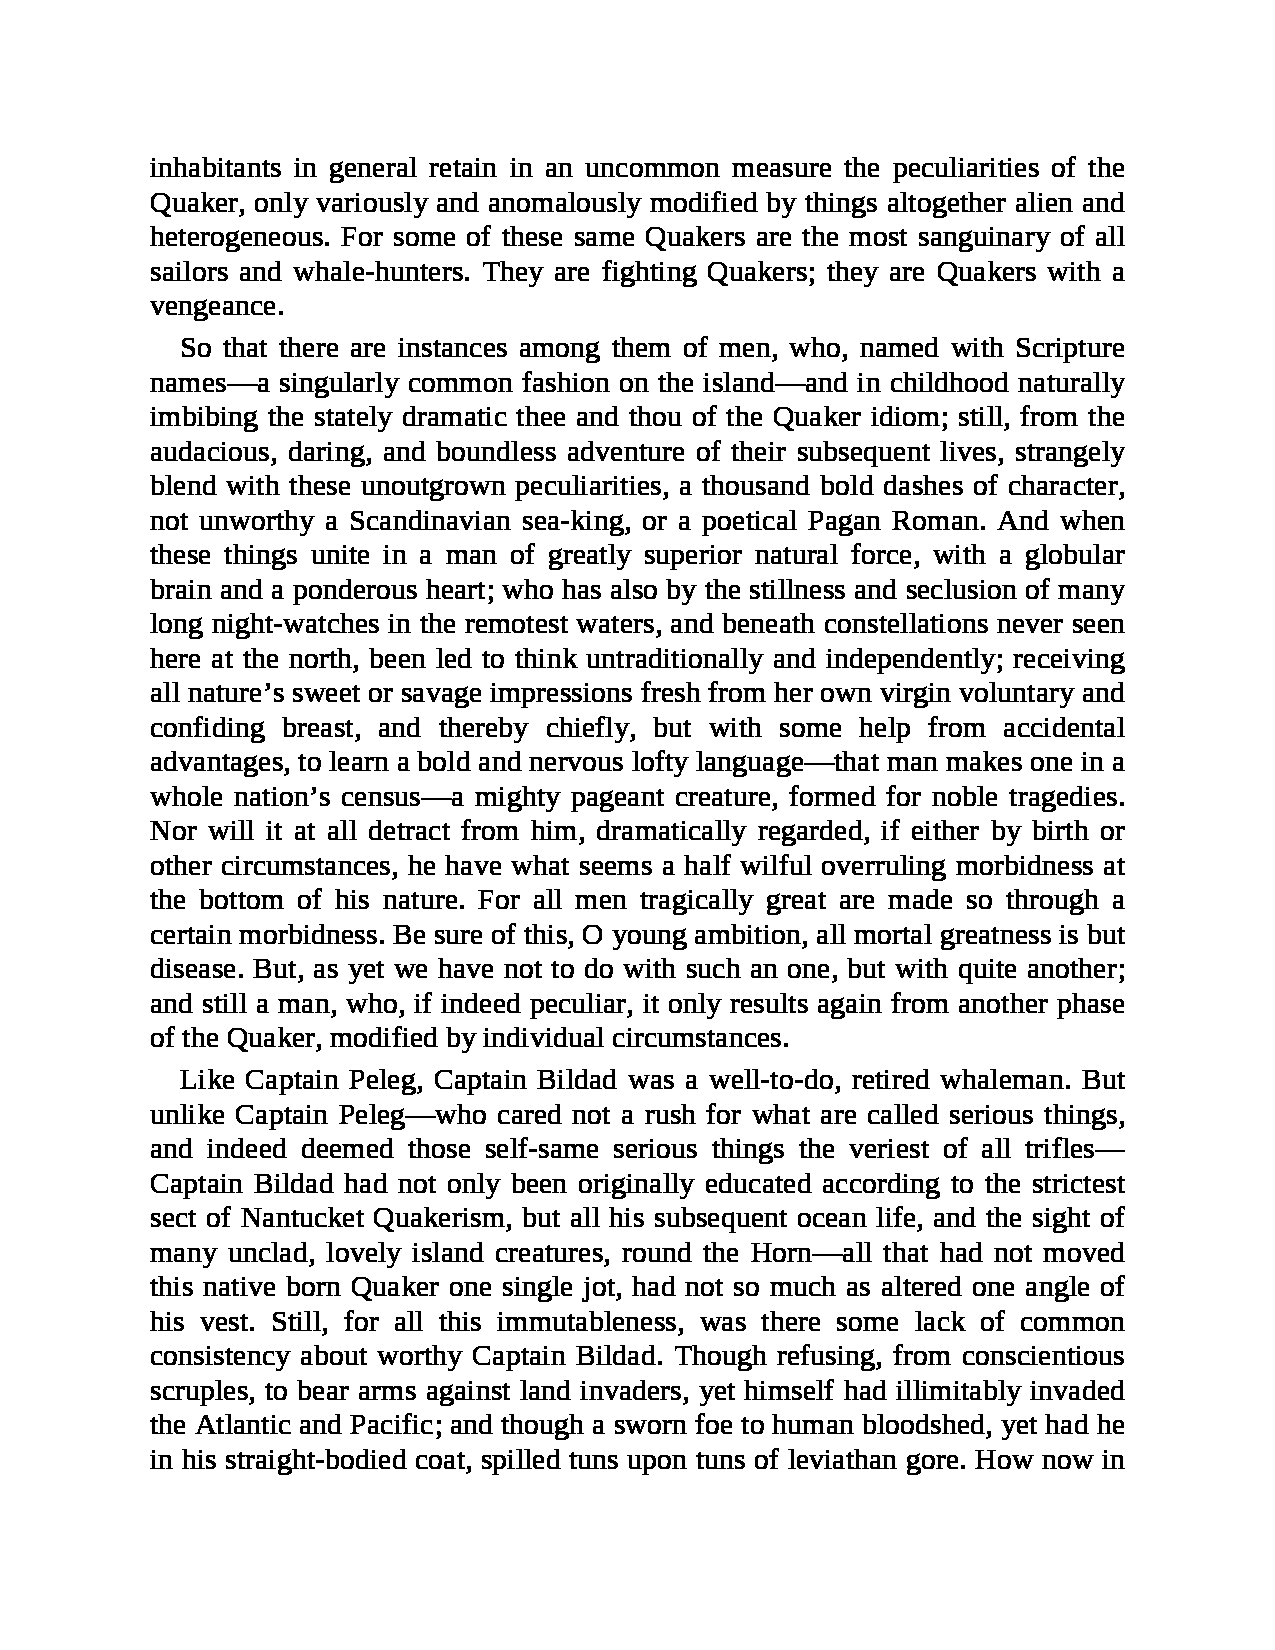 inhabitants in general retain in an uncommon measure the peculiarities of the
Quaker, only variously and anomalously modified by things altogether alien and
heterogeneous. For some of these same Quakers are the most sanguinary of all
sailors and whale-hunters. They are fighting Quakers; they are Quakers with a
vengeance.
So that there are instances among them of men, who, named with Scripture
names—a singularly common fashion on the island—and in childhood naturally
imbibing the stately dramatic thee and thou of the Quaker idiom; still, from the
audacious, daring, and boundless adventure of their subsequent lives, strangely
blend with these unoutgrown peculiarities, a thousand bold dashes of character,
not unworthy a Scandinavian sea-king, or a poetical Pagan Roman. And when
these things unite in a man of greatly superior natural force, with a globular
brain and a ponderous heart; who has also by the stillness and seclusion of many
long night-watches in the remotest waters, and beneath constellations never seen
here at the north, been led to think untraditionally and independently; receiving
all nature’s sweet or savage impressions fresh from her own virgin voluntary and
confiding breast, and thereby chiefly, but with some help from accidental
advantages, to learn a bold and nervous lofty language—that man makes one in a
whole nation’s census—a mighty pageant creature, formed for noble tragedies.
Nor will it at all detract from him, dramatically regarded, if either by birth or
other circumstances, he have what seems a half wilful overruling morbidness at
the bottom of his nature. For all men tragically great are made so through a
certain morbidness. Be sure of this, O young ambition, all mortal greatness is but
disease. But, as yet we have not to do with such an one, but with quite another;
and still a man, who, if indeed peculiar, it only results again from another phase
of the Quaker, modified by individual circumstances.
Like Captain Peleg, Captain Bildad was a well-to-do, retired whaleman. But
unlike Captain Peleg—who cared not a rush for what are called serious things,
and indeed deemed those self-same serious things the veriest of all trifles—
Captain Bildad had not only been originally educated according to the strictest
sect of Nantucket Quakerism, but all his subsequent ocean life, and the sight of
many unclad, lovely island creatures, round the Horn—all that had not moved
this native born Quaker one single jot, had not so much as altered one angle of
his vest. Still, for all this immutableness, was there some lack of common
consistency about worthy Captain Bildad. Though refusing, from conscientious
scruples, to bear arms against land invaders, yet himself had illimitably invaded
the Atlantic and Pacific; and though a sworn foe to human bloodshed, yet had he
in his straight-bodied coat, spilled tuns upon tuns of leviathan gore. How now in